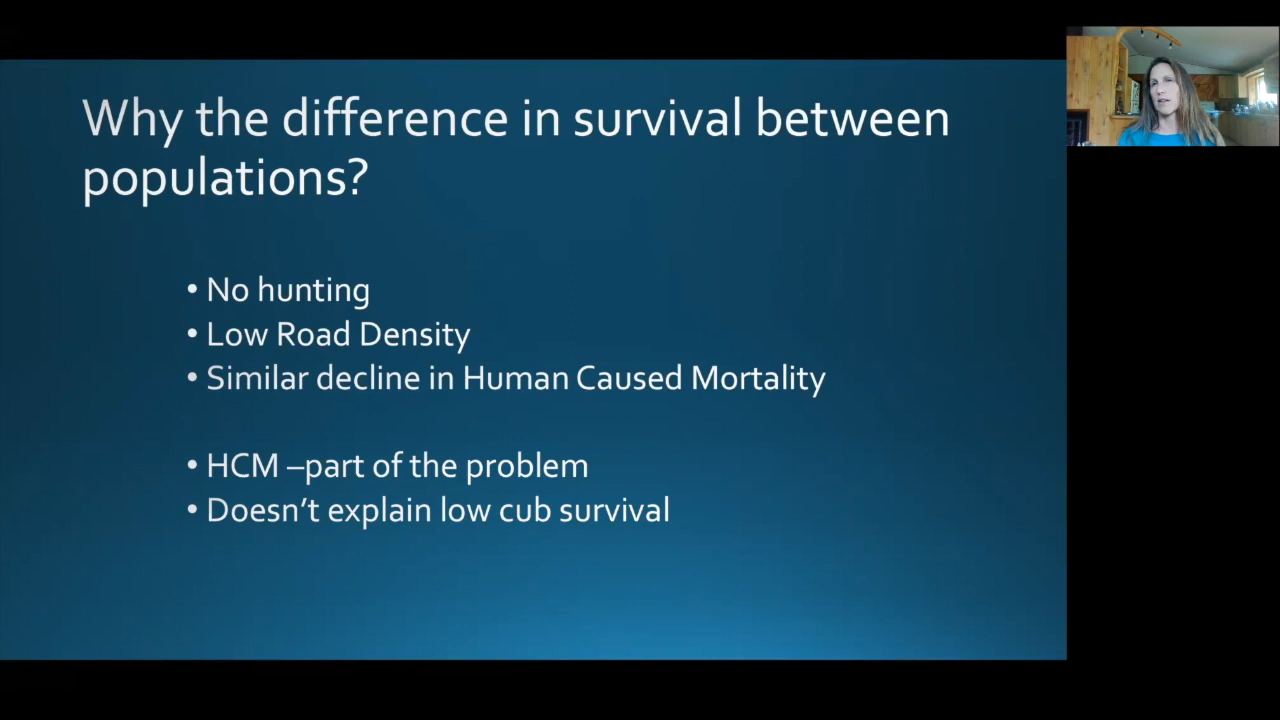 Why the difference in survival between
populations?
• No hunting
• Low Road Density
• Similar decline in Human Caused Mortality
• HCM –part of the problem
• Doesn’t explain low cub survival